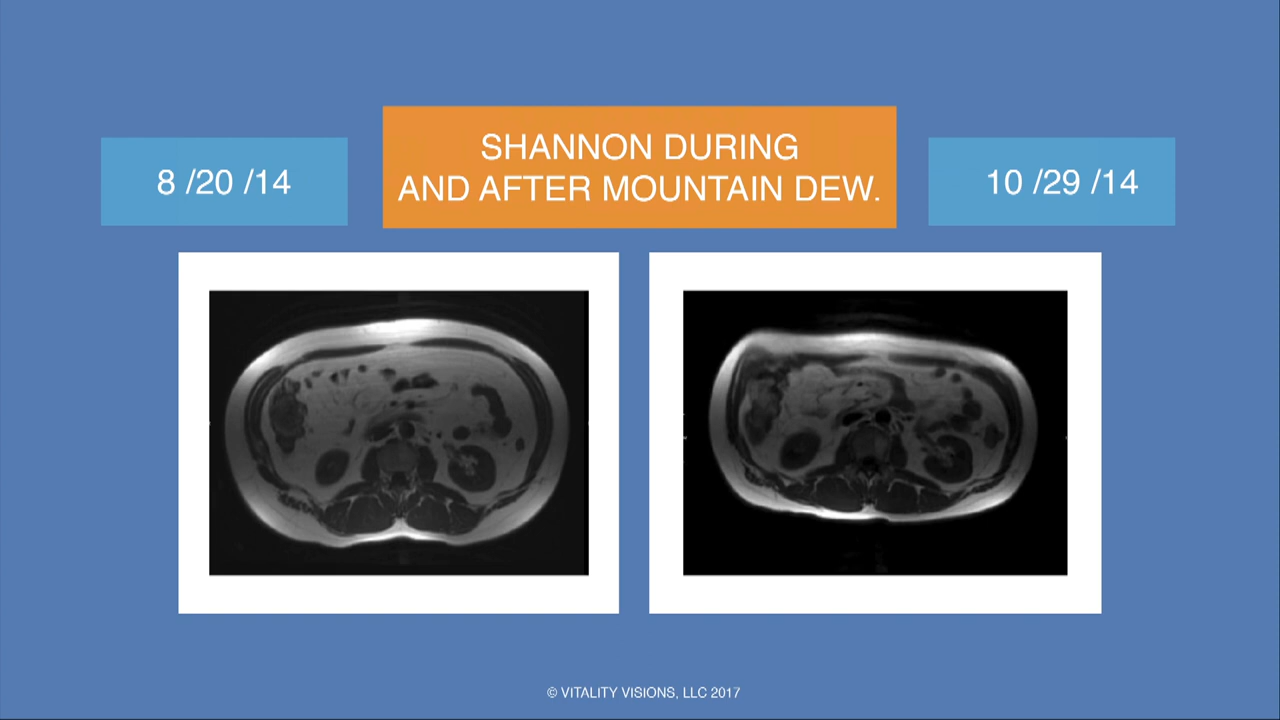 8 /20 /14
SHANNON DURING
AND AFTER MOUNTAIN DEW.
10 /29 /14
© VITALITY VISIONS, LLC 2017